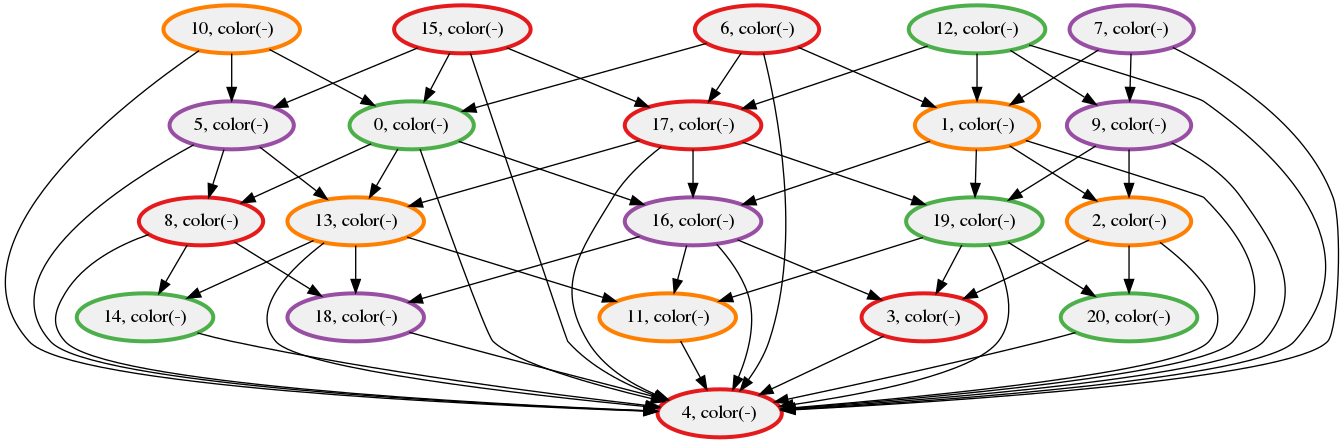 10, color(-)
15, color(-)
6, color(-)
12, color(-)
7, color(-)
5, color(-)
0, color(-)
17, color(-)
1, color(-)
9, color(-)
8, color(-)
13, color(-)
16, color(-)
19, color(-)
2, color(-)
14, color(-)
18, color(-)
11, color(-)
3, color(-)
20, color(-)
4, color(-)